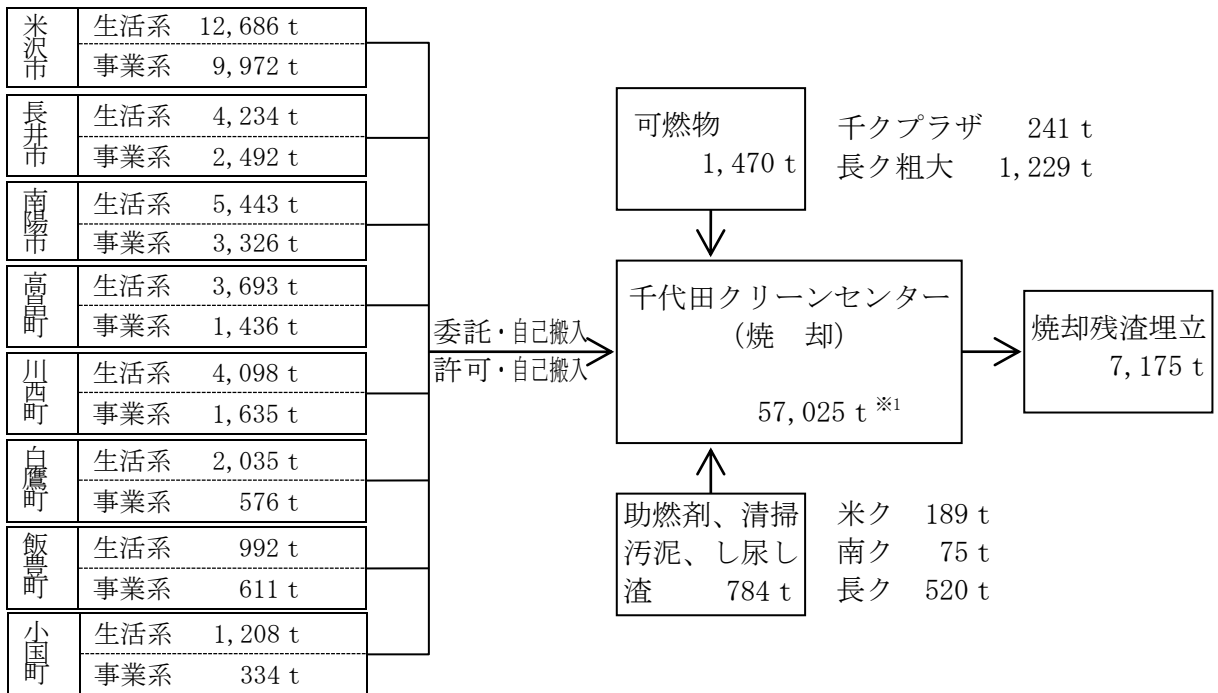 米沢市
生活系 12,686 t
事業系 9,972 t
長井市
生活系 4,234 t
事業系 2,492 t
南陽市
生活系 5,443 t
事業系 3,326 t
高畠町
生活系 3,693 t
事業系 1,436 t
川西町
生活系 4,098 t
事業系 1,635 t
白鷹町
生活系 2,035 t
事業系 576 t
飯豊町
生活系 992 t
事業系 611 t
小国町
生活系 1,208 t
事業系 334 t
委託・自己搬入
許可・自己搬入
可燃物
1,470 t
千クプラザ 241 t
長ク粗大 1,229 t
千代田クリーンセンター
(焼 却)
57,025 t ※1
助燃剤、清掃
汚泥、し尿し
渣 784 t
米ク 189 t
南ク 75 t
長ク 520 t
焼却残渣埋立
7,175 t